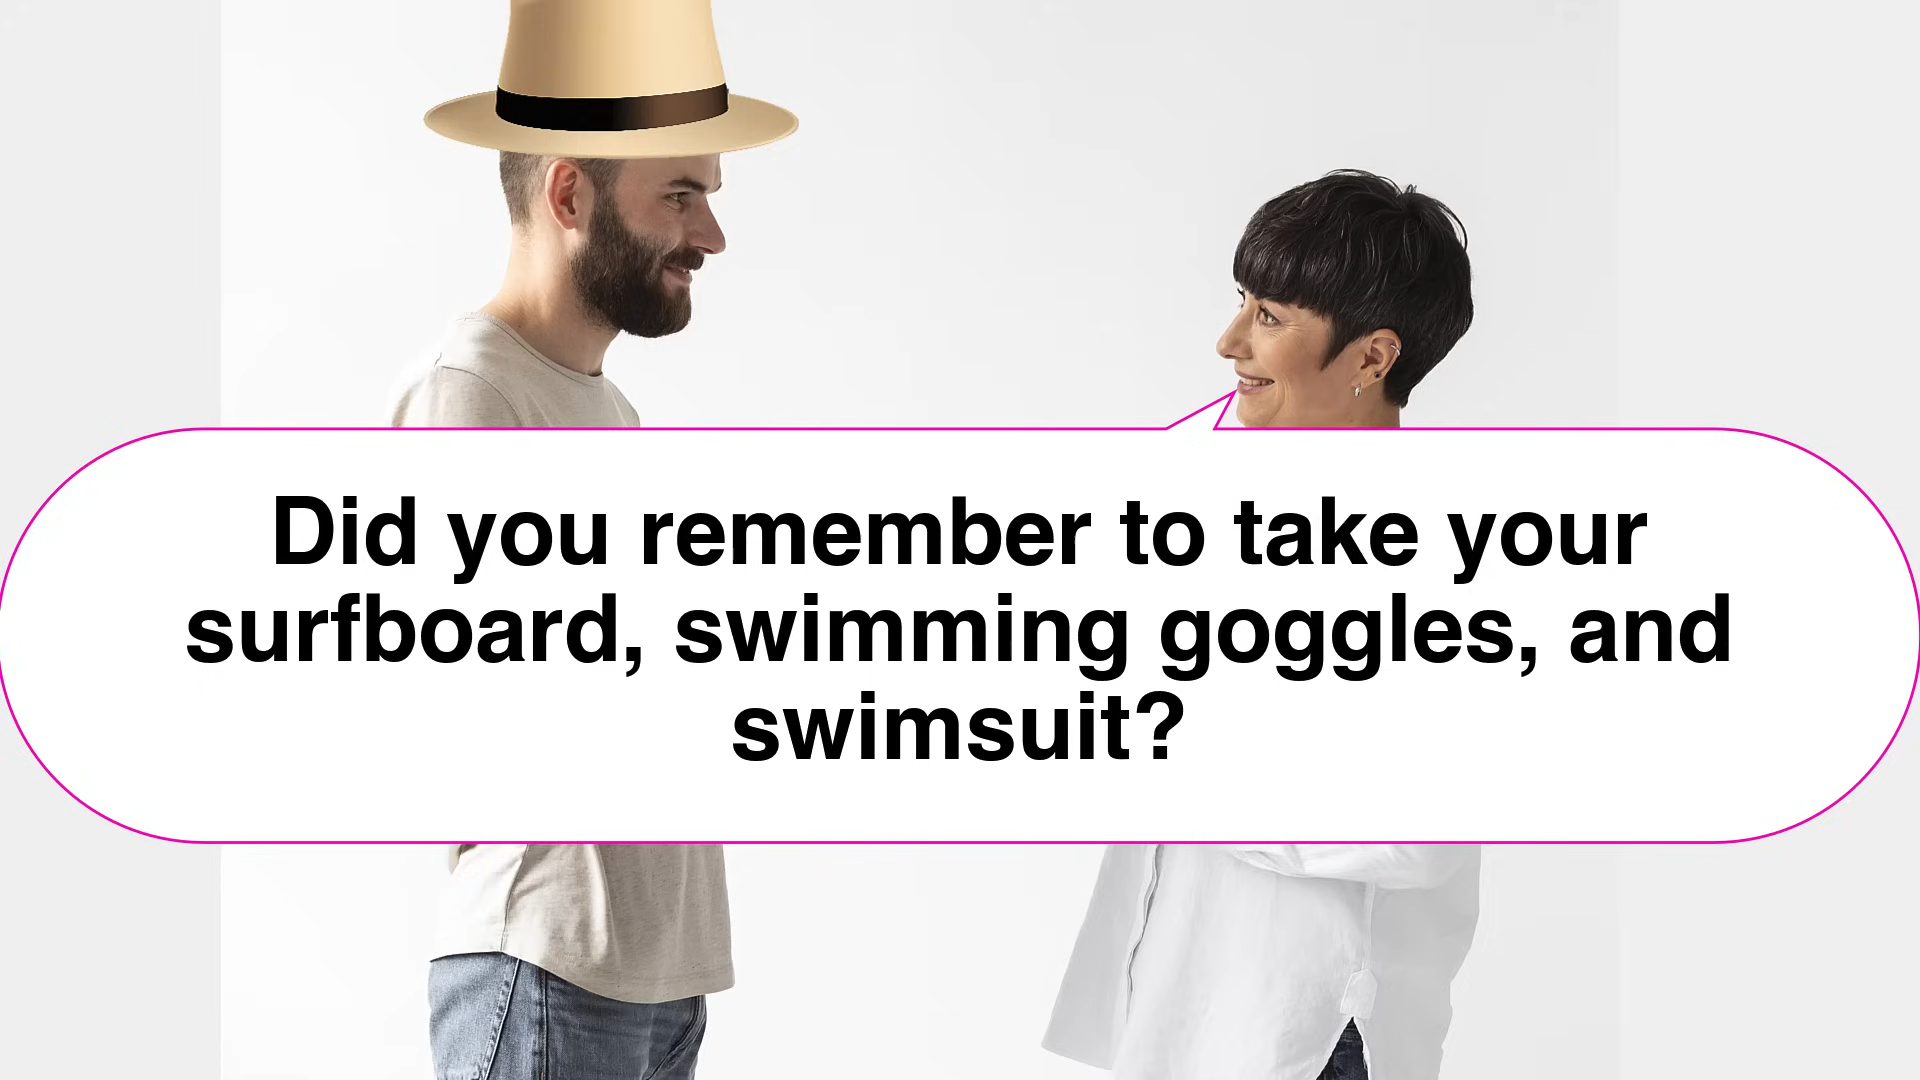 Did you remember to take your
surfboard, swimming goggles, and
swimsuit?